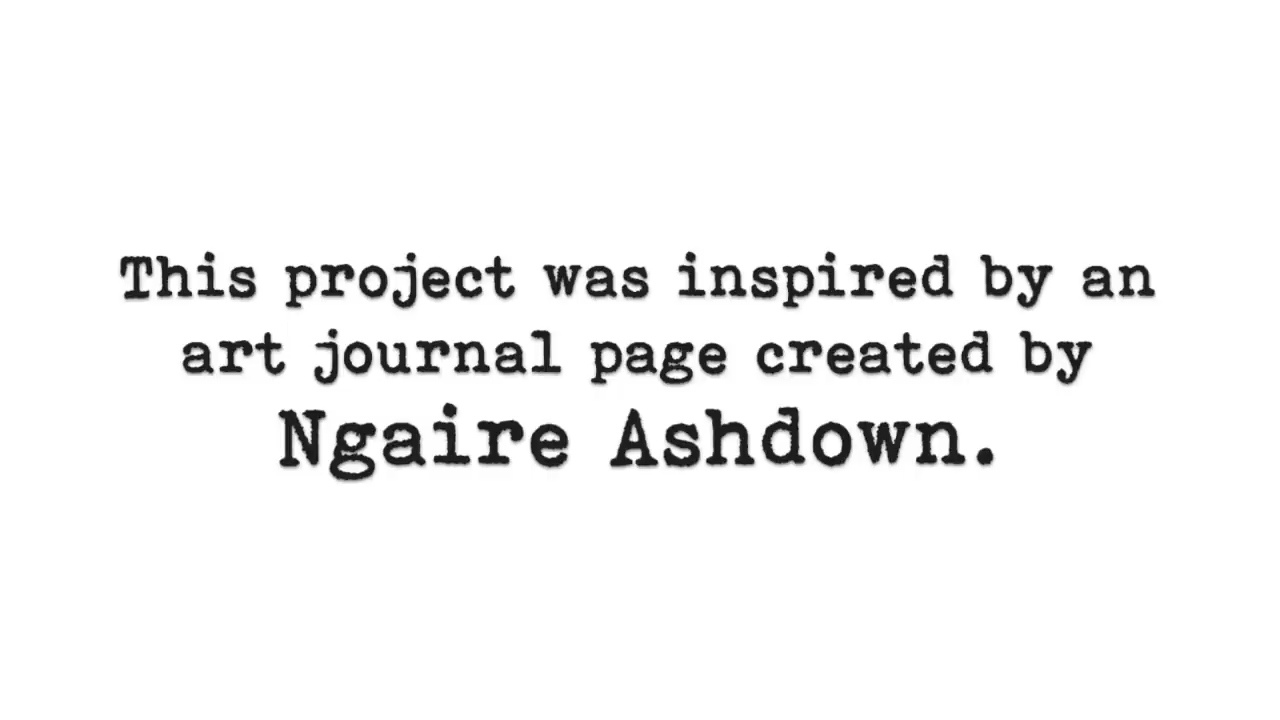 This project was inspired by an
art journal page created by
Ngaire Ashdown.